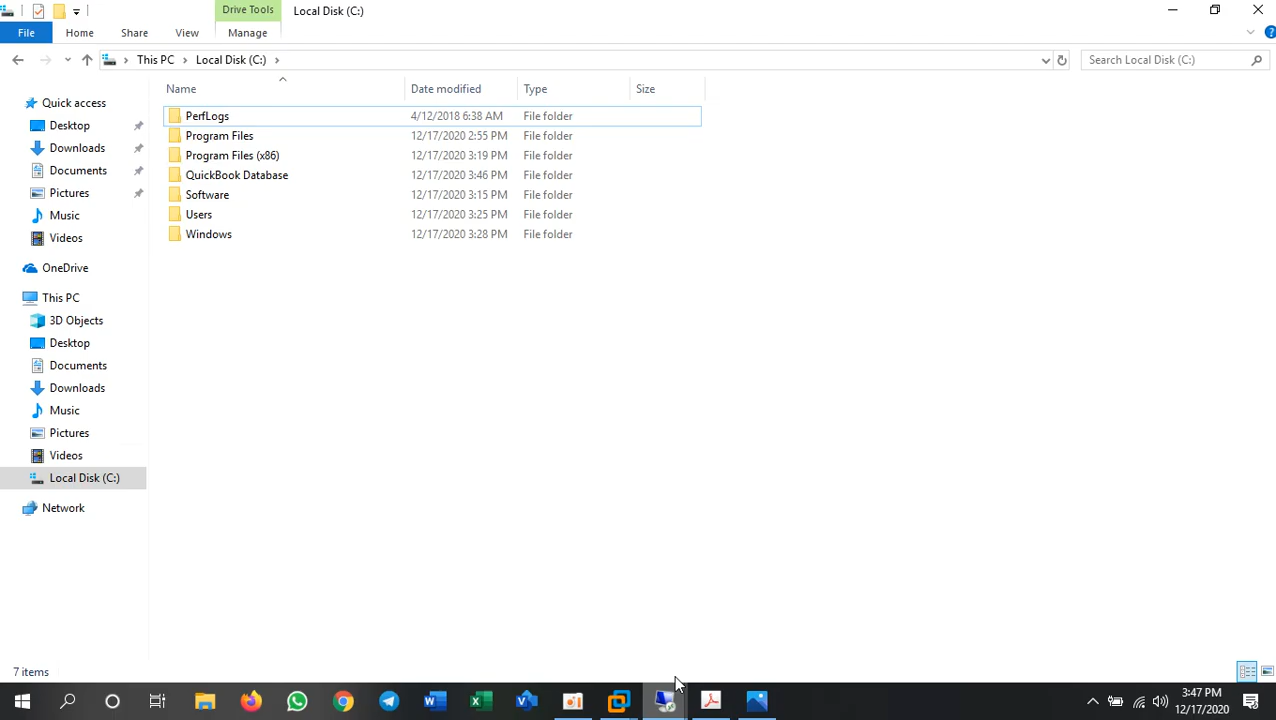 Drive Tools Local Disk (C:)
File Home Share View Manage
This PC Local Disk (C:) Search Local Disk (C:)
Name Date modified Type Size
PerfLogs 4/12/2018 6:38 AM File folder
Program Files 12/17/2020 2:55 PM File folder
Program Files (x86) 12/17/2020 3:19 PM File folder
QuickBook Database 12/17/2020 3:46 PM File folder
Software 12/17/2020 3:15 PM File folder
Users 12/17/2020 3:25 PM File folder
Windows 12/17/2020 3:28 PM File folder
Quick access
Desktop
Downloads
Documents
Pictures
Music
Videos
OneDrive
This PC
3D Objects
Desktop
Documents
Downloads
Music
Pictures
Videos
Local Disk (C:)
Network
7 items
3:47 PM
12/17/2020